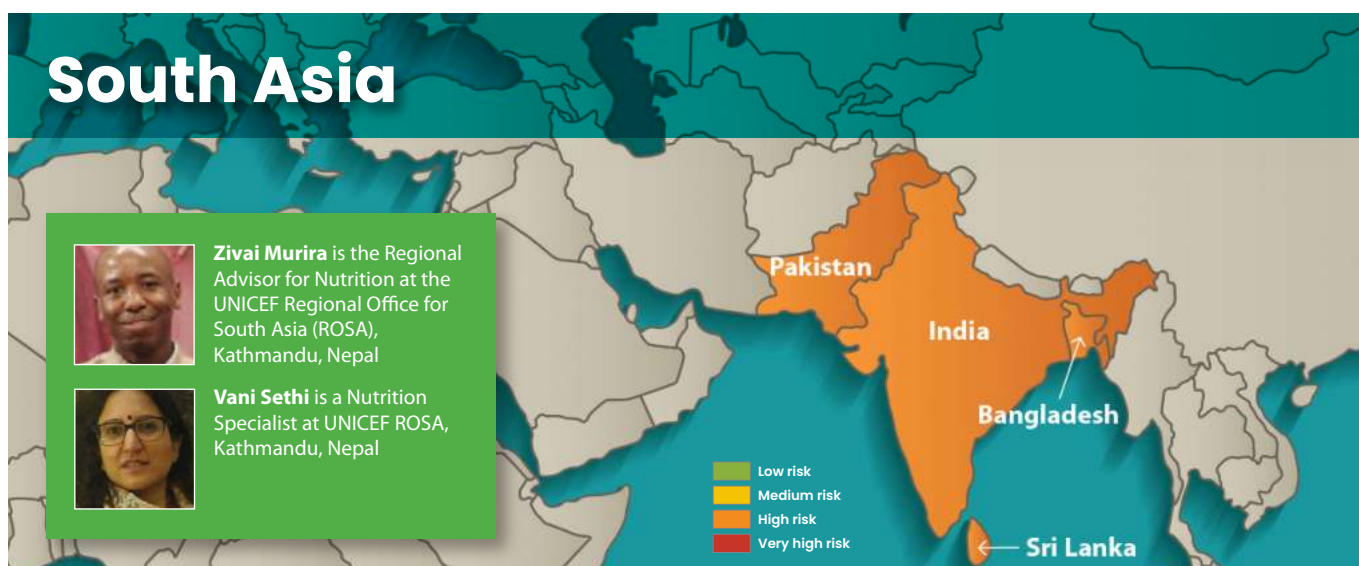 South Asia
Zivai Murira is the Regional
Advisor for Nutrition at the
UNICEF Regional Office for
South Asia (ROSA),
Kathmandu, Nepal
Vani Sethi is a Nutrition
Specialist at UNICEF ROSA,
Kathmandu, Nepal
Pakistan
India
Bangladesh
Sri Lanka
Low risk
Medium risk
High risk
Very high risk